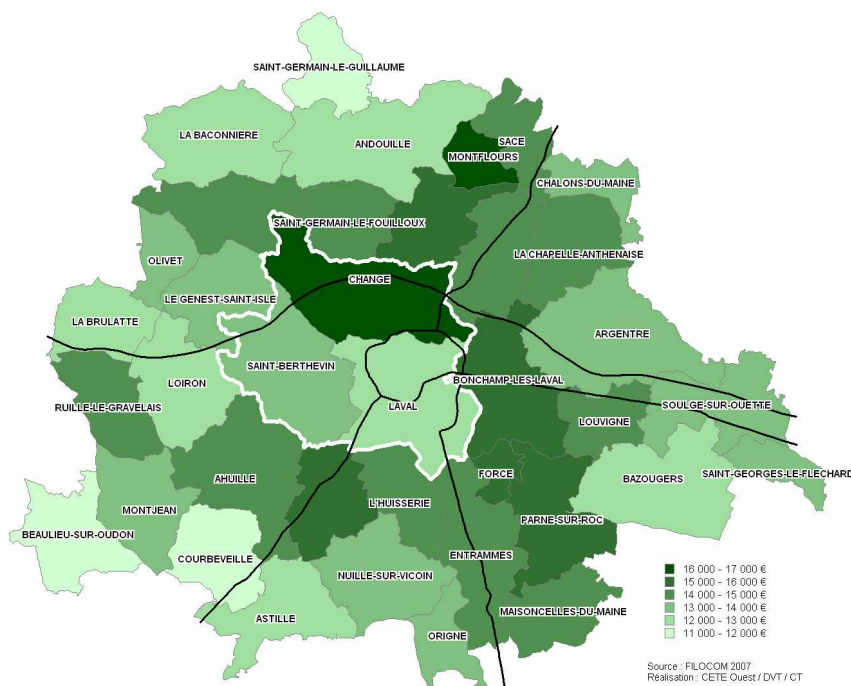 SAINT-GERMAIN-LE-GUILLAUME
LA BACONNIERE
ANDOUILLE
SACE
MONTFLOURS
CHALONS-DU-MAINE
SAINT-GERMAIN-LE-FOUILLOUX
LA CHAPELLE-ANTHENAISE
OLIVET
CHANGE
LE GENEST-SAINT-ISLE
LA BRULATTE
ARGENTRE
SAINT-BERTHEVIN
LOIRON
BONCHAMP-LES-LAVAL
RUILLE-LE-GRAVELAIS
LAVAL
SOULGE-SUR-OUETTE
LOUVIGNE
FORCE
SAINT-GEORGES-LE-FLECHARD
AHUILLE
BAZOUGERS
L'HUISSERIE
MONTJEAN
PARNE-SUR-ROC
BEAULIEU-SUR-OUDON
COURBEVEILLE
ENTRAMMES
NUILLE-SUR-VICOIN
MAISONCELLES-DU-MAINE
ASTILLE
ORIGNE
16 000 - 17 000 €
15 000 - 16 000 €
14 000 - 15 000 €
13 000 - 14 000 €
12 000 - 13 000 €
11 000 - 12 000 €
Source : FILOCOM 2007
Réalisation : CETE Ouest / DVT / CT